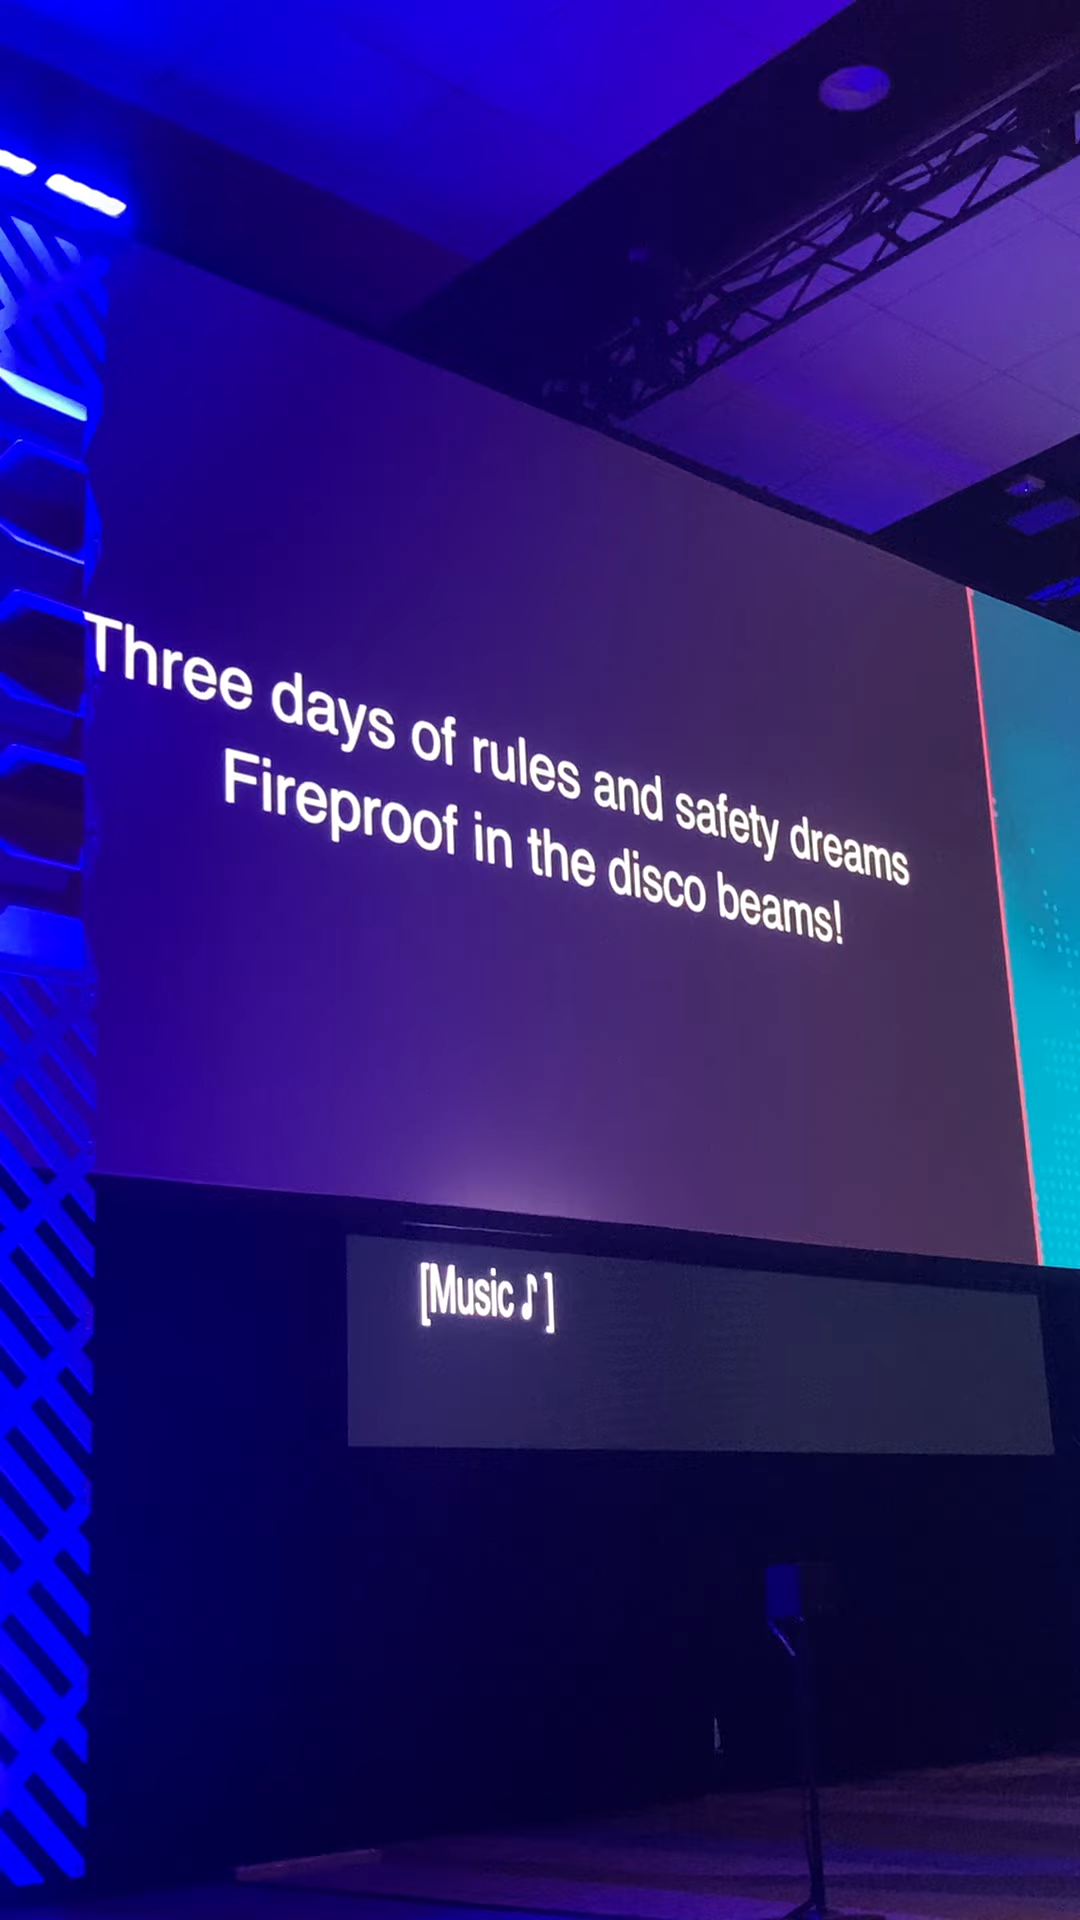 Three days of rules and safety dreams
Fireproof in the disco beams!
[Music ♪]